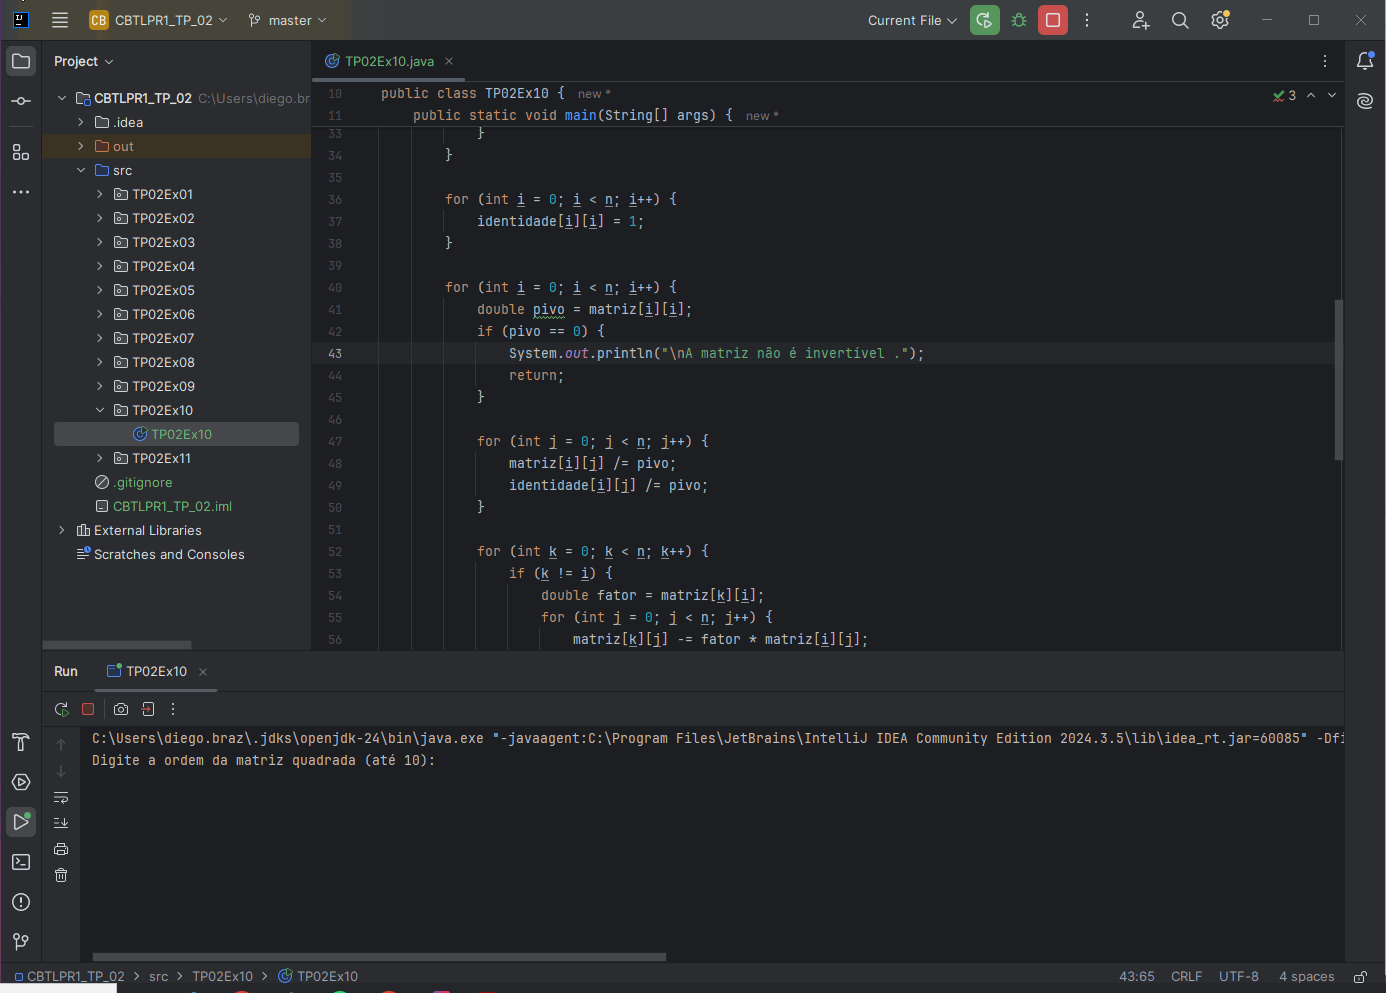 IJ
CB CBTLPR1_TP_02 master Current File
Project
TP02Ex10.java
CBTLPR1_TP_02 C:\Users\diego.br
.idea
out
src
TP02Ex01
TP02Ex02
TP02Ex03
TP02Ex04
TP02Ex05
TP02Ex06
TP02Ex07
TP02Ex08
TP02Ex09
TP02Ex10
TP02Ex10
TP02Ex11
.gitignore
CBTLPR1_TP_02.iml
External Libraries
Scratches and Consoles
10 public class TP02Ex10 { new *
3
11 public static void main(String[] args) { new *
33 }
34 }
35
36 for (int i = 0; i < n; i++) {
37 identidade[i][i] = 1;
38 }
39
40 for (int i = 0; i < n; i++) {
41 double pivo = matriz[i][i];
42 if (pivo == 0) {
43 System.out.println("\nA matriz não é invertível .");
44 return;
45 }
46
47 for (int j = 0; j < n; j++) {
48 matriz[i][j] /= pivo;
49 identidade[i][j] /= pivo;
50 }
51
52 for (int k = 0; k < n; k++) {
53 if (k != i) {
54 double fator = matriz[k][i];
55 for (int j = 0; j < n; j++) {
56 matriz[k][j] -= fator * matriz[i][j];
Run TP02Ex10
C:\Users\diego.braz\.jdks\openjdk-24\bin\java.exe "-javaagent:C:\Program Files\JetBrains\IntelliJ IDEA Community Edition 2024.3.5\lib\idea_rt.jar=60085" -Dfi
Digite a ordem da matriz quadrada (até 10):
CBTLPR1_TP_02 > src > TP02Ex10 > TP02Ex10 43:65 CRLF UTF-8 4 spaces